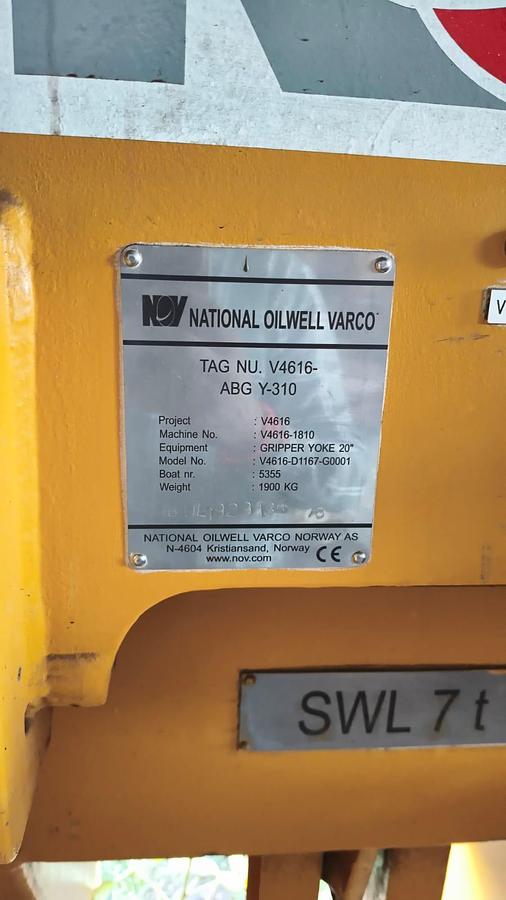 NOV NATIONAL OILWELL VARCO
TAG NU. V4616-
ABG Y-310
Project : V4616
Machine No. : V4616-1810
Equipment : GRIPPER YOKE 20"
Model No. : V4616-D1167-G0001
Boat nr. : 5355
Weight : 1900 KG
NATIONAL OILWELL VARCO NORWAY AS
N-4604 Kristiansand, Norway CE
www.nov.com
V
SWL 7 t